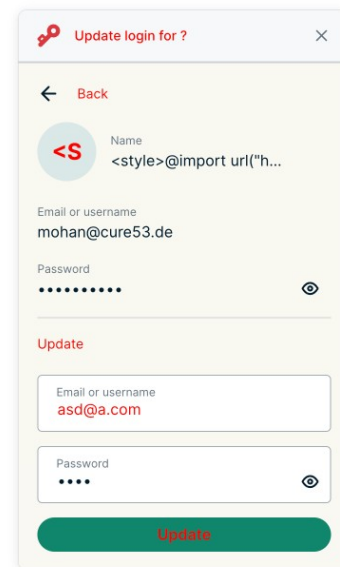 Update login for ?
Back
<S
Name
<style>@import url("h...
Email or username
mohan@cure53.de
Password
••••••••••
Update
Email or username
asd@a.com
Password
••••
Update